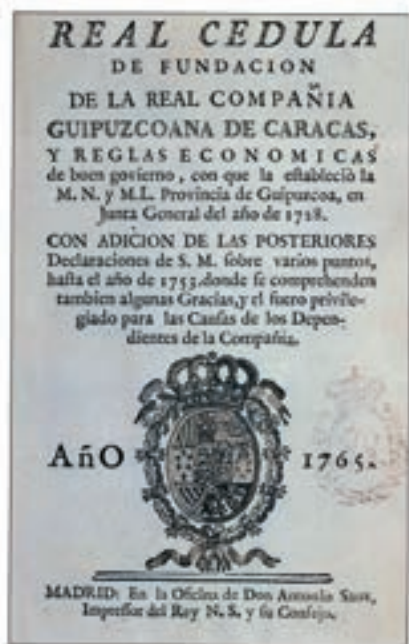 REAL CEDULA
DE FUNDACION
DE LA REAL COMPAÑIA
GUIPUZCOANA DE CARACAS,
Y REGLAS ECONOMICAS
de buen govierno, con que la estableciò la
M. N. y M.L. Provincia de Guipuzcoa, en
Junta General del año de 1728.
CON ADICION DE LAS POSTERIORES
Declaraciones de S. M. sobre varios puntos,
hasta el año de 1753. donde se comprehenden
tambien algunas Gracias, y el fuero privile-
giado para las Causas de los Depen-
dientes de la Compañia.
AñO 1765.
MADRID: En la Oficina de Don Antonio Sanz,
Impressor del Rey N. S. y su Consejo.